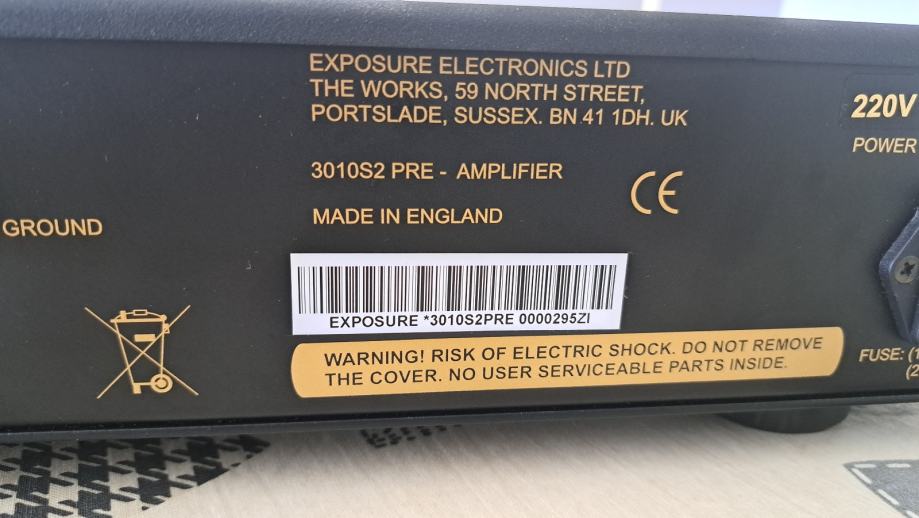 EXPOSURE ELECTRONICS LTD
THE WORKS, 59 NORTH STREET,
PORTSLADE, SUSSEX. BN 41 1DH. UK
220V
POWER
3010S2 PRE - AMPLIFIER
CE
MADE IN ENGLAND
GROUND
EXPOSURE *3010S2PRE 0000295ZI
WARNING! RISK OF ELECTRIC SHOCK. DO NOT REMOVE
THE COVER. NO USER SERVICEABLE PARTS INSIDE.
FUSE: (1
(2